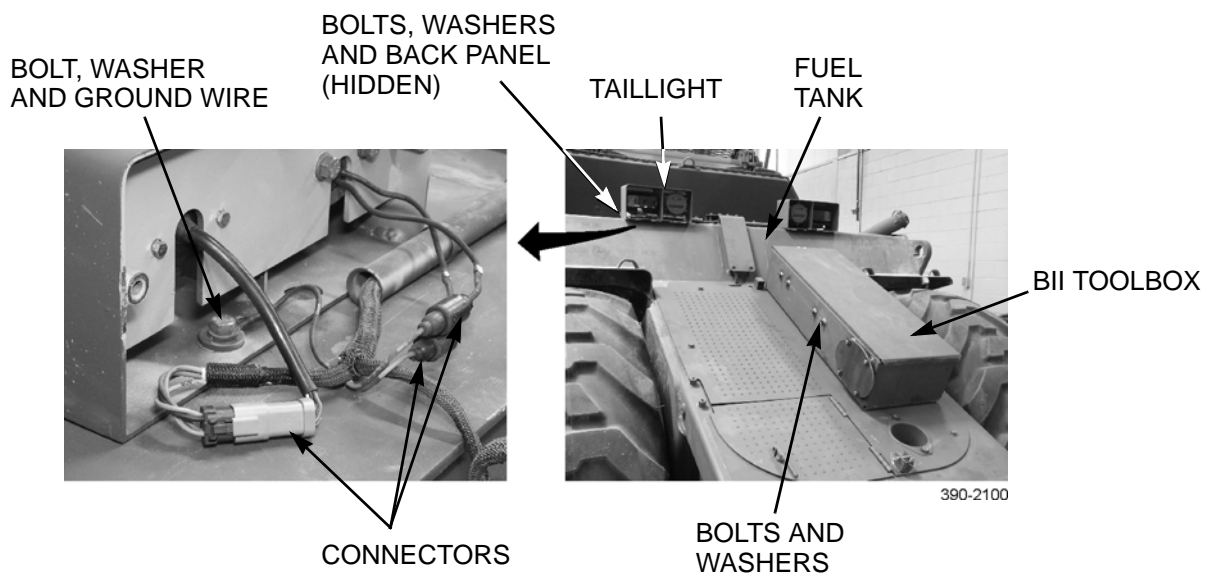 BOLTS, WASHERS
AND BACK PANEL
(HIDDEN)
BOLT, WASHER
AND GROUND WIRE
TAILLIGHT
FUEL
TANK
BII TOOLBOX
390-2100
CONNECTORS
BOLTS AND
WASHERS